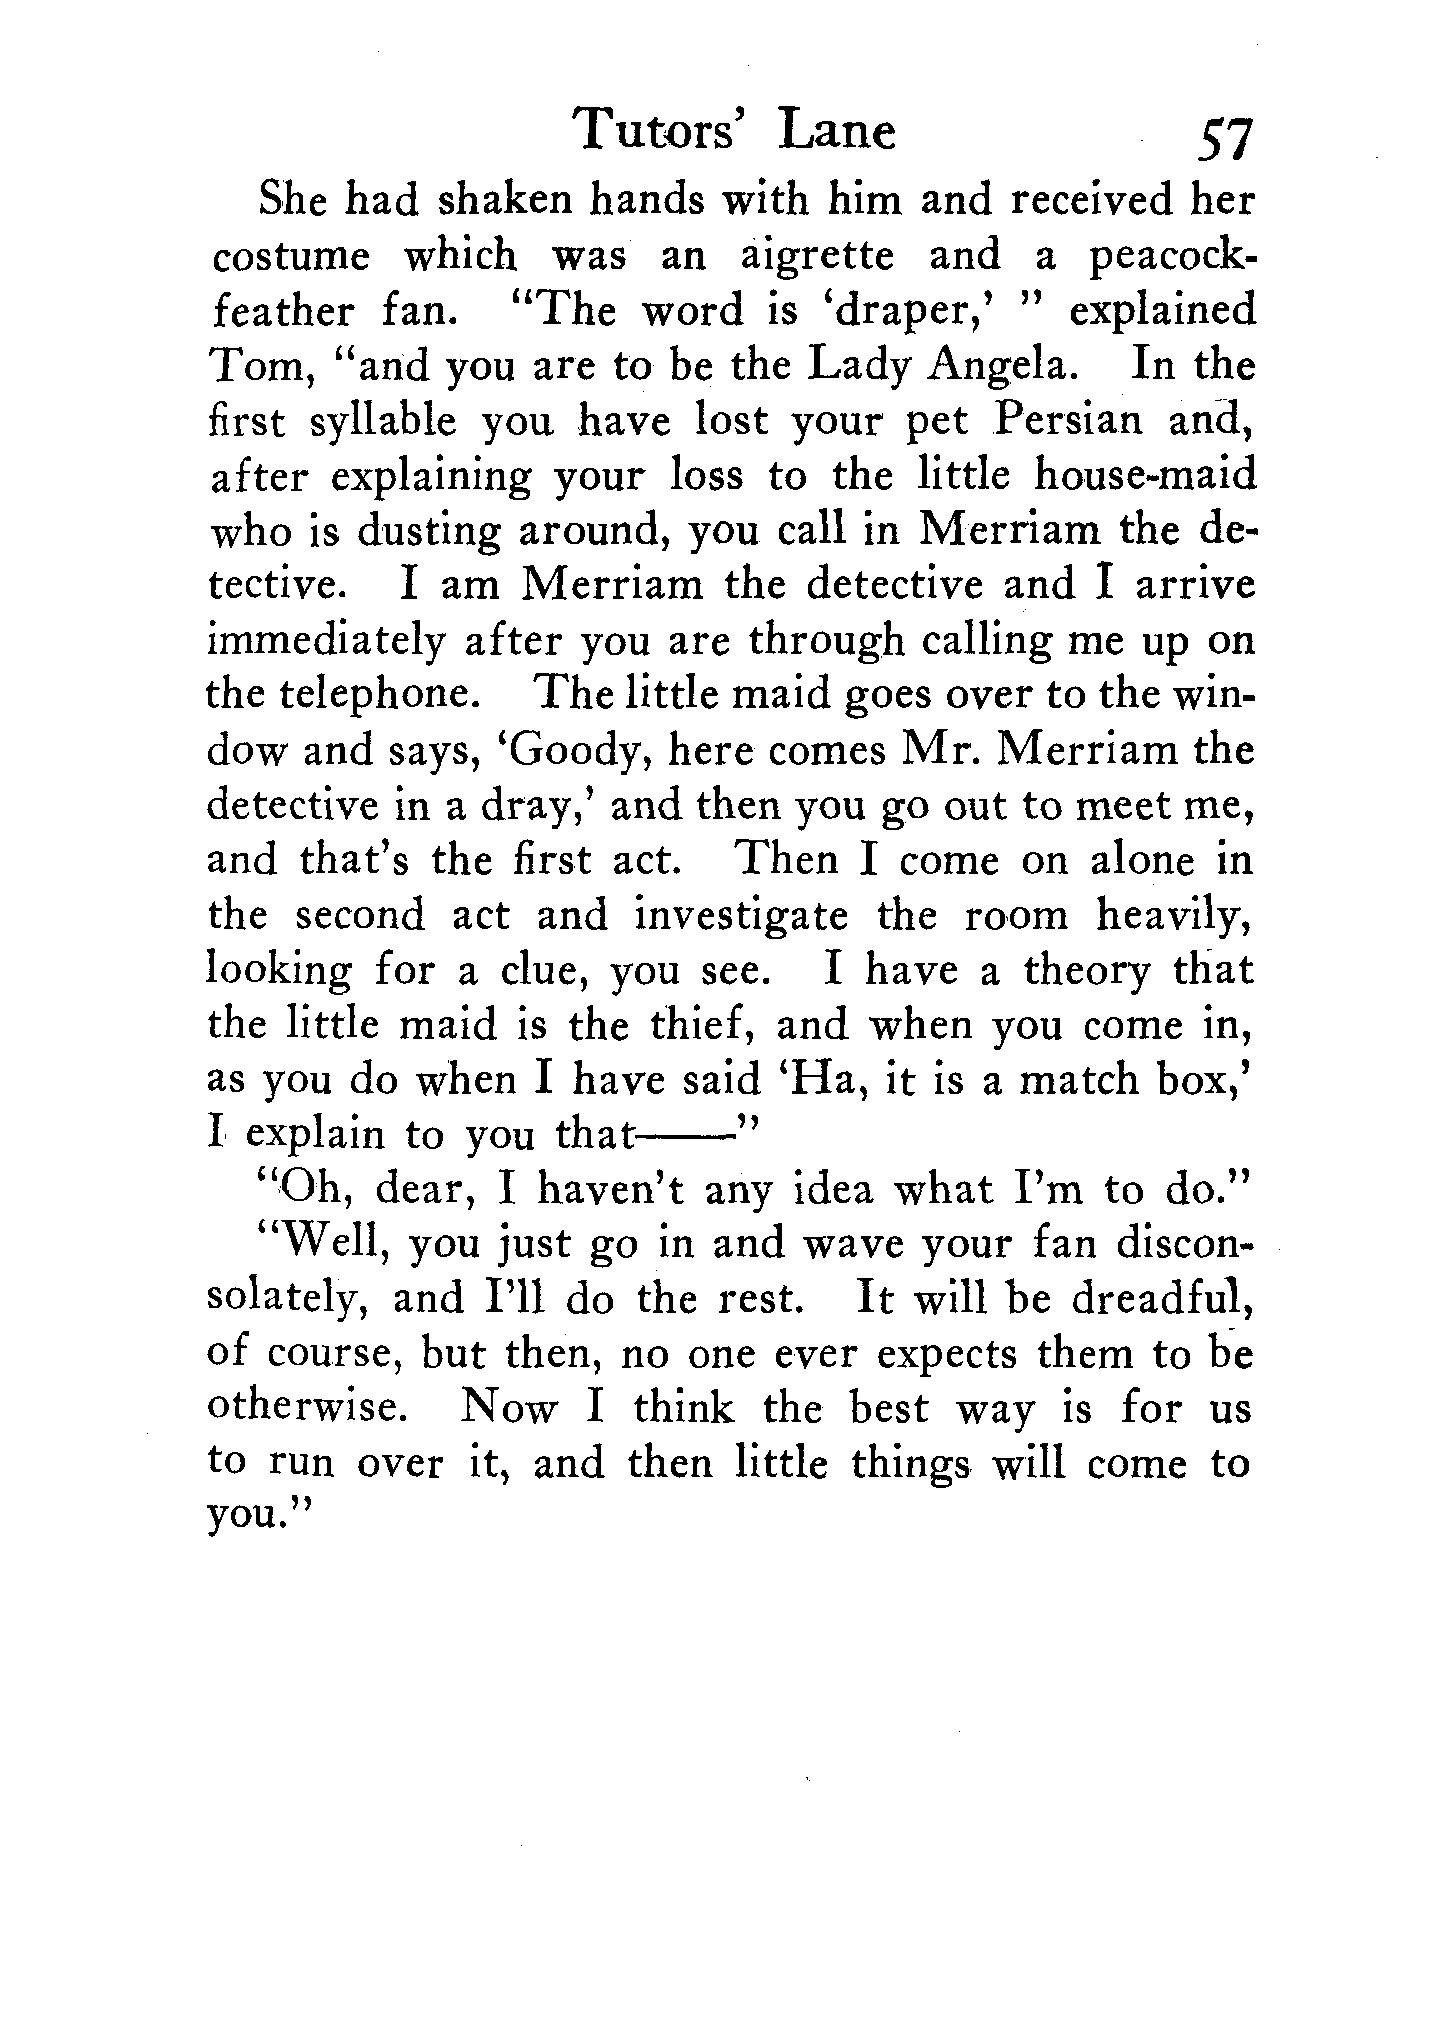 Tutors’ Lane 57
She had shaken hands with him and received her
costume which was an aigrette and a peacock-
feather fan. “The word is ‘draper,’ ” explained
Tom, “and you are to be the Lady Angela. In the
first syllable you have lost your pet Persian and,
after explaining your loss to the little house-maid
who is dusting around, you call in Merriam the de-
tective. I am Merriam the detective and I arrive
immediately after you are through calling me up on
the telephone. The little maid goes over to the win-
dow and says, ‘Goody, here comes Mr. Merriam the
detective in a dray,’ and then you go out to meet me,
and that’s the first act. Then I come on alone in
the second act and investigate the room heavily,
looking for a clue, you see. I have a theory that
the little maid is the thief, and when you come in,
as you do when I have said ‘Ha, it is a match box,’
I explain to you that——”
“Oh, dear, I haven’t any idea what I’m to do.”
“Well, you just go in and wave your fan discon-
solately, and I’ll do the rest. It will be dreadful,
of course, but then, no one ever expects them to be
otherwise. Now I think the best way is for us
to run over it, and then little things will come to
you.”